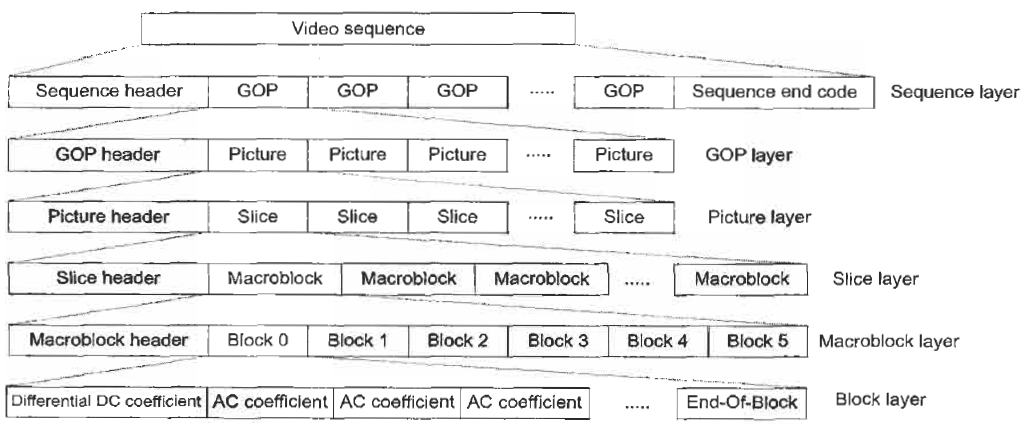 Video sequence
Sequence header GOP GOP GOP ..... GOP Sequence end code Sequence layer
GOP header Picture Picture Picture ..... Picture GOP layer
Picture header Slice Slice Slice ..... Slice Picture layer
Slice header Macroblock Macroblock Macroblock ..... Macroblock Slice layer
Macroblock header Block 0 Block 1 Block 2 Block 3 Block 4 Block 5 Macroblock layer
Differential DC coefficient AC coefficient AC coefficient AC coefficient ..... End-Of-Block Block layer